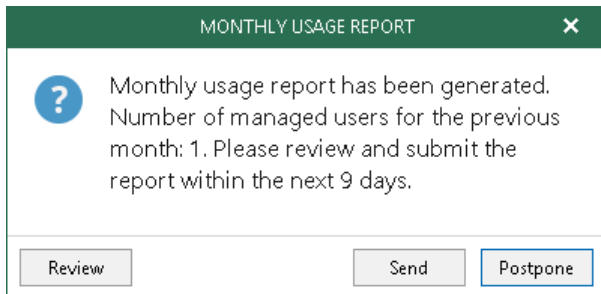 MONTHLY USAGE REPORT
Monthly usage report has been generated.
Number of managed users for the previous
month: 1. Please review and submit the
report within the next 9 days.
Review
Send
Postpone